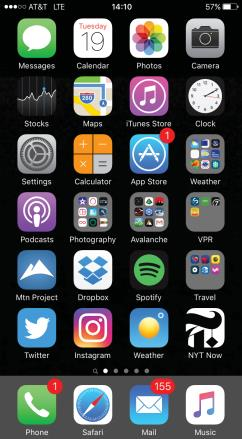 AT&T LTE 14:10 57%
Tuesday
19
Messages Calendar Photos Camera
280
Stocks Maps iTunes Store Clock
1
Settings Calculator App Store Weather
Podcasts Photography Avalanche VPR
Mtn Project Dropbox Spotify Travel
Twitter Instagram Weather NYT Now
1 155
Phone Safari Mail Music